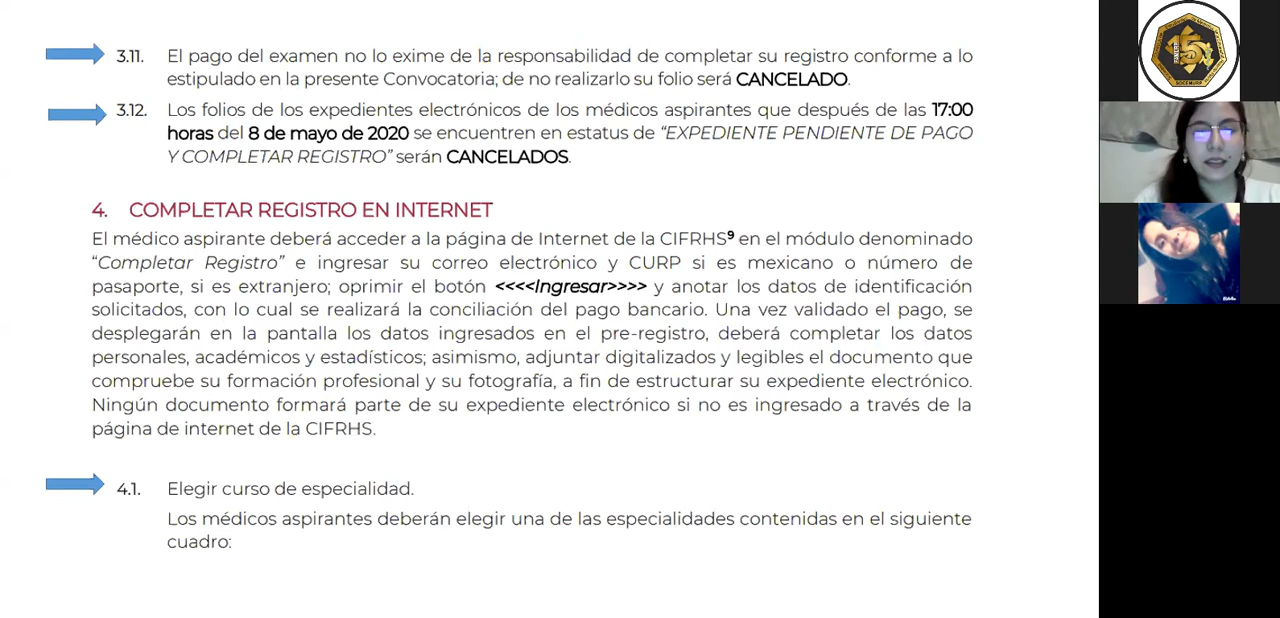 3.11. El pago del examen no lo exime de la responsabilidad de completar su registro conforme a lo
estipulado en la presente Convocatoria; de no realizarlo su folio será CANCELADO.
3.12. Los folios de los expedientes electrónicos de los médicos aspirantes que después de las 17:00
horas del 8 de mayo de 2020 se encuentren en estatus de “EXPEDIENTE PENDIENTE DE PAGO
Y COMPLETAR REGISTRO” serán CANCELADOS.
4. COMPLETAR REGISTRO EN INTERNET
El médico aspirante deberá acceder a la página de Internet de la CIFRHS⁹ en el módulo denominado
“Completar Registro” e ingresar su correo electrónico y CURP si es mexicano o número de
pasaporte, si es extranjero; oprimir el botón <<<<Ingresar>>>> y anotar los datos de identificación
solicitados, con lo cual se realizará la conciliación del pago bancario. Una vez validado el pago, se
desplegarán en la pantalla los datos ingresados en el pre-registro, deberá completar los datos
personales, académicos y estadísticos; asimismo, adjuntar digitalizados y legibles el documento que
compruebe su formación profesional y su fotografía, a fin de estructurar su expediente electrónico.
Ningún documento formará parte de su expediente electrónico si no es ingresado a través de la
página de internet de la CIFRHS.
4.1. Elegir curso de especialidad.
Los médicos aspirantes deberán elegir una de las especialidades contenidas en el siguiente
cuadro:
15
SOCEMURP